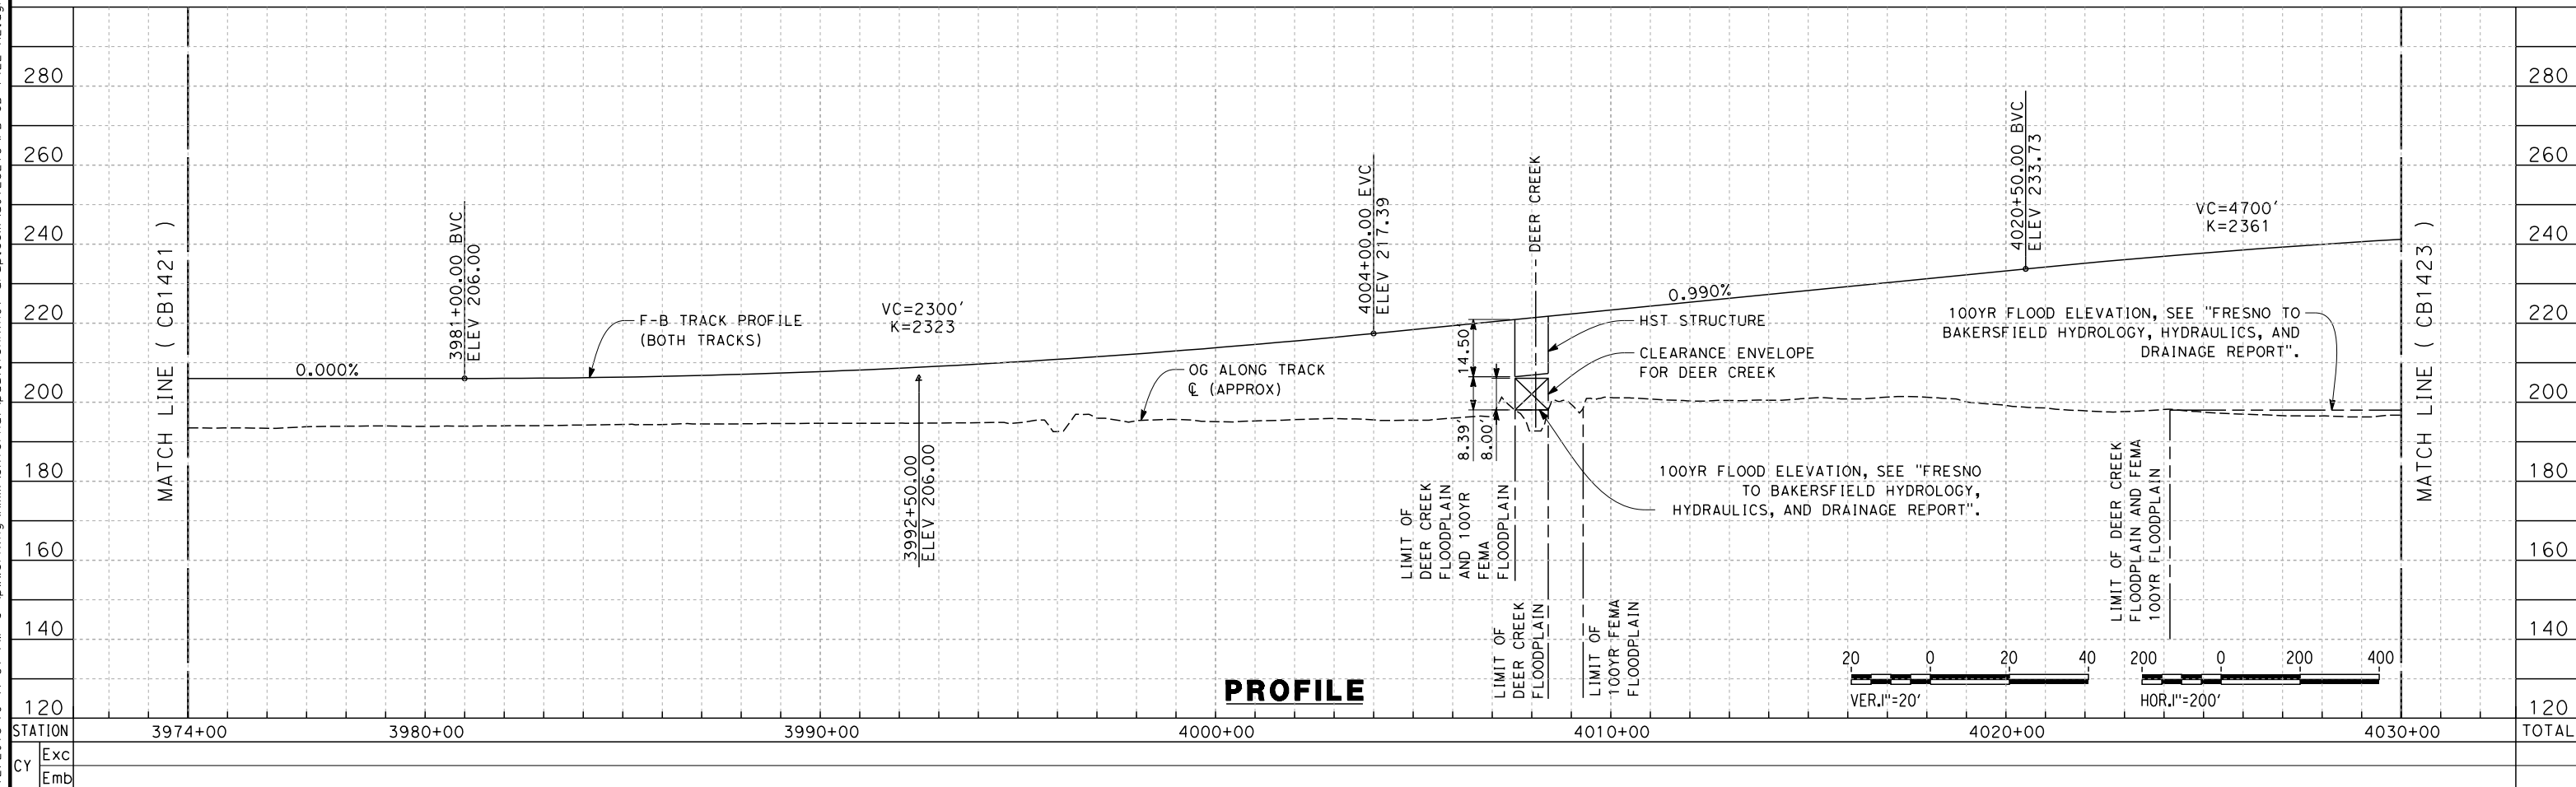 280
260
240
220
200
180
160
140
120
280
260
240
220
200
180
160
140
120
MATCH LINE ( CB1421 )
0.000%
3981+00.00 BVC
ELEV 206.00
F-B TRACK PROFILE
(BOTH TRACKS)
VC=2300'
K=2323
3992+50.00
ELEV 206.00
OG ALONG TRACK
℄ (APPROX)
4004+00.00 EVC
ELEV 217.39
14.50'
8.39'
8.00'
DEER CREEK
0.990%
HST STRUCTURE
CLEARANCE ENVELOPE
FOR DEER CREEK
100YR FLOOD ELEVATION, SEE "FRESNO
TO BAKERSFIELD HYDROLOGY,
HYDRAULICS, AND DRAINAGE REPORT".
LIMIT OF
DEER CREEK
FLOODPLAIN
AND 100YR
FEMA
FLOODPLAIN
LIMIT OF
DEER CREEK
FLOODPLAIN
LIMIT OF
100YR FEMA
FLOODPLAIN
4020+50.00 BVC
ELEV 233.73
VC=4700'
K=2361
100YR FLOOD ELEVATION, SEE "FRESNO TO
BAKERSFIELD HYDROLOGY, HYDRAULICS, AND
DRAINAGE REPORT".
LIMIT OF DEER CREEK
FLOODPLAIN AND FEMA
100YR FLOODPLAIN
MATCH LINE ( CB1423 )
PROFILE
20 0 20 40
VER.1"=20'
200 0 200 400
HOR.1"=200'
STATION 3974+00 3980+00 3990+00 4000+00 4010+00 4020+00 4030+00 TOTAL
CY
Exc
Emb